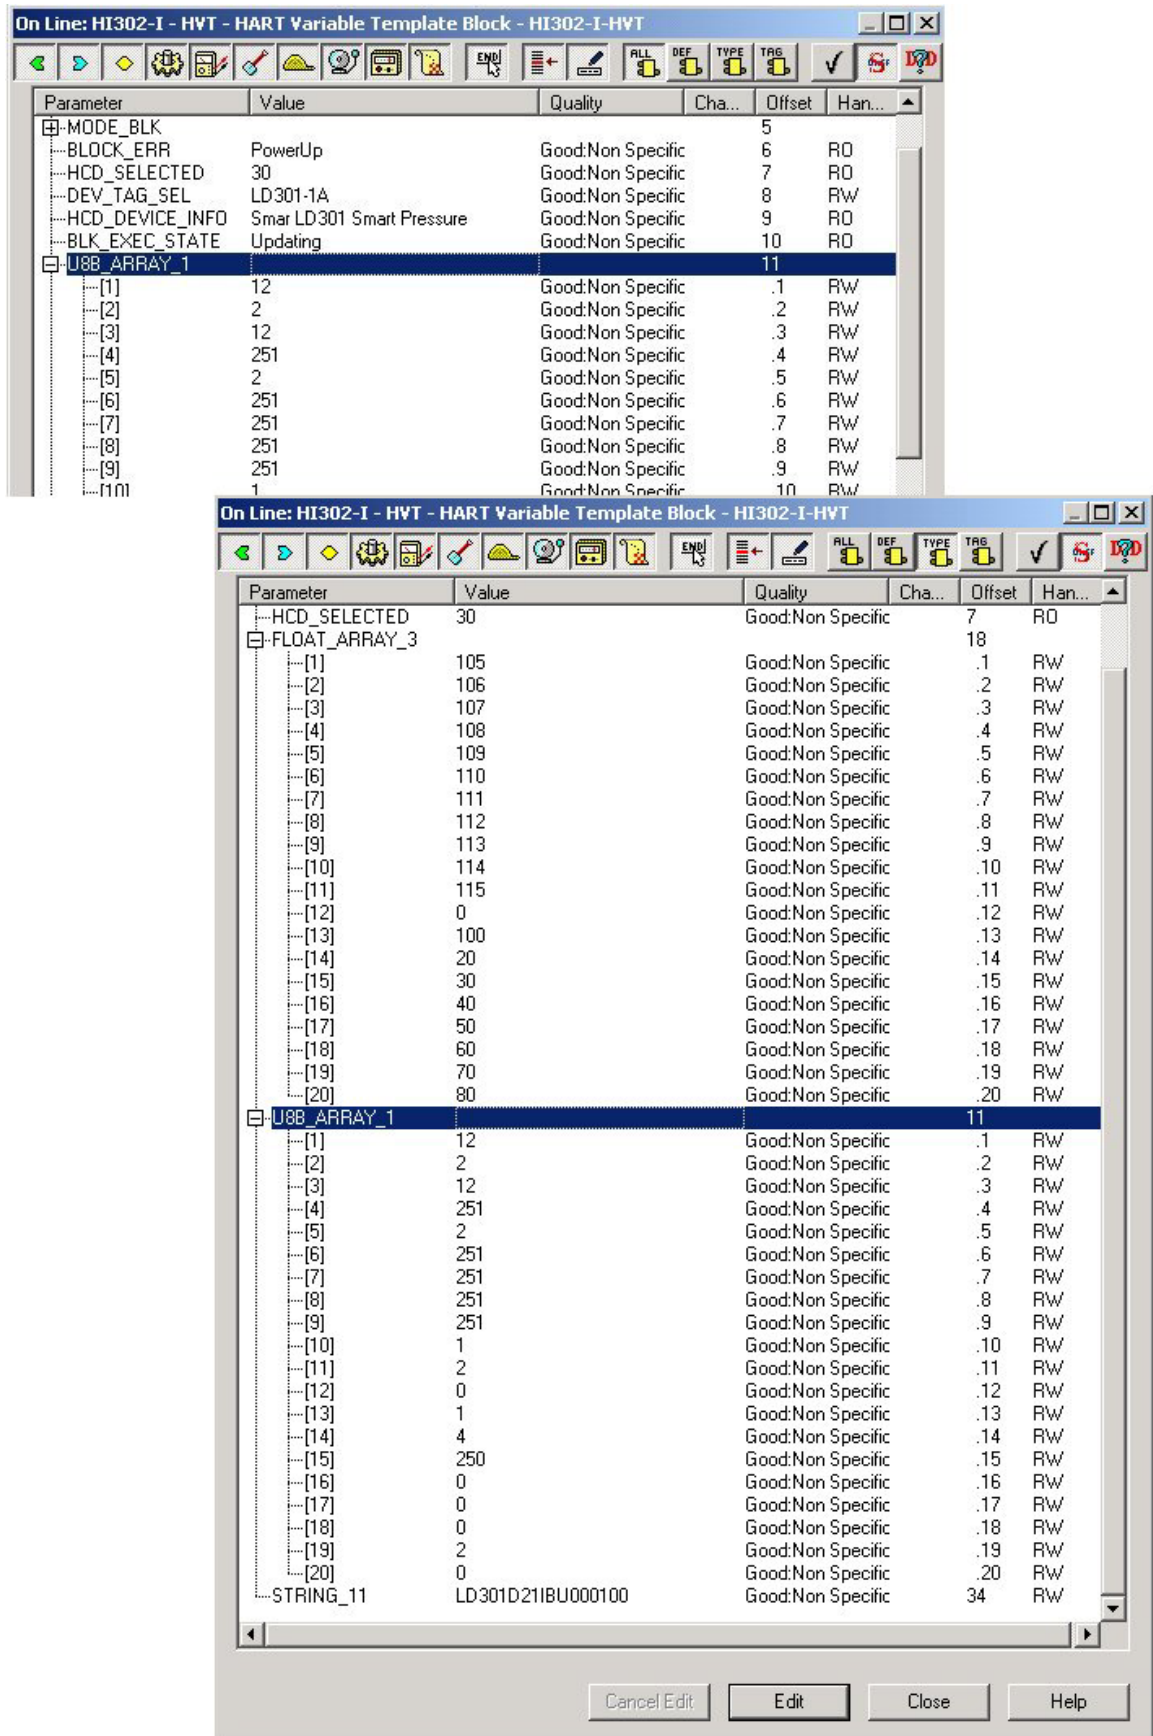 On Line: HI302-I - HVT - HART Variable Template Block - HI302-I-HVT
END ALL DEF TYPE TAG
Parameter Value Quality Cha... Offset Han...
MODE_BLK 5
BLOCK_ERR PowerUp Good:Non Specific 6 RO
HCD_SELECTED 30 Good:Non Specific 7 RO
DEV_TAG_SEL LD301-1A Good:Non Specific 8 RW
HCD_DEVICE_INFO Smar LD301 Smart Pressure Good:Non Specific 9 RO
BLK_EXEC_STATE Updating Good:Non Specific 10 RO
U8B_ARRAY_1 11
[1] 12 Good:Non Specific .1 RW
[2] 2 Good:Non Specific .2 RW
[3] 12 Good:Non Specific .3 RW
[4] 251 Good:Non Specific .4 RW
[5] 2 Good:Non Specific .5 RW
[6] 251 Good:Non Specific .6 RW
[7] 251 Good:Non Specific .7 RW
[8] 251 Good:Non Specific .8 RW
[9] 251 Good:Non Specific .9 RW
[10] 1 Good:Non Specific .10 RW
On Line: HI302-I - HVT - HART Variable Template Block - HI302-I-HVT
END ALL DEF TYPE TAG
Parameter Value Quality Cha... Offset Han...
HCD_SELECTED 30 Good:Non Specific 7 RO
FLOAT_ARRAY_3 18
[1] 105 Good:Non Specific .1 RW
[2] 106 Good:Non Specific .2 RW
[3] 107 Good:Non Specific .3 RW
[4] 108 Good:Non Specific .4 RW
[5] 109 Good:Non Specific .5 RW
[6] 110 Good:Non Specific .6 RW
[7] 111 Good:Non Specific .7 RW
[8] 112 Good:Non Specific .8 RW
[9] 113 Good:Non Specific .9 RW
[10] 114 Good:Non Specific .10 RW
[11] 115 Good:Non Specific .11 RW
[12] 0 Good:Non Specific .12 RW
[13] 100 Good:Non Specific .13 RW
[14] 20 Good:Non Specific .14 RW
[15] 30 Good:Non Specific .15 RW
[16] 40 Good:Non Specific .16 RW
[17] 50 Good:Non Specific .17 RW
[18] 60 Good:Non Specific .18 RW
[19] 70 Good:Non Specific .19 RW
[20] 80 Good:Non Specific .20 RW
U8B_ARRAY_1 11
[1] 12 Good:Non Specific .1 RW
[2] 2 Good:Non Specific .2 RW
[3] 12 Good:Non Specific .3 RW
[4] 251 Good:Non Specific .4 RW
[5] 2 Good:Non Specific .5 RW
[6] 251 Good:Non Specific .6 RW
[7] 251 Good:Non Specific .7 RW
[8] 251 Good:Non Specific .8 RW
[9] 251 Good:Non Specific .9 RW
[10] 1 Good:Non Specific .10 RW
[11] 2 Good:Non Specific .11 RW
[12] 0 Good:Non Specific .12 RW
[13] 1 Good:Non Specific .13 RW
[14] 4 Good:Non Specific .14 RW
[15] 250 Good:Non Specific .15 RW
[16] 0 Good:Non Specific .16 RW
[17] 0 Good:Non Specific .17 RW
[18] 0 Good:Non Specific .18 RW
[19] 2 Good:Non Specific .19 RW
[20] 0 Good:Non Specific .20 RW
STRING_11 LD301D21IBU000100 Good:Non Specific 34 RW
Cancel Edit Edit Close Help